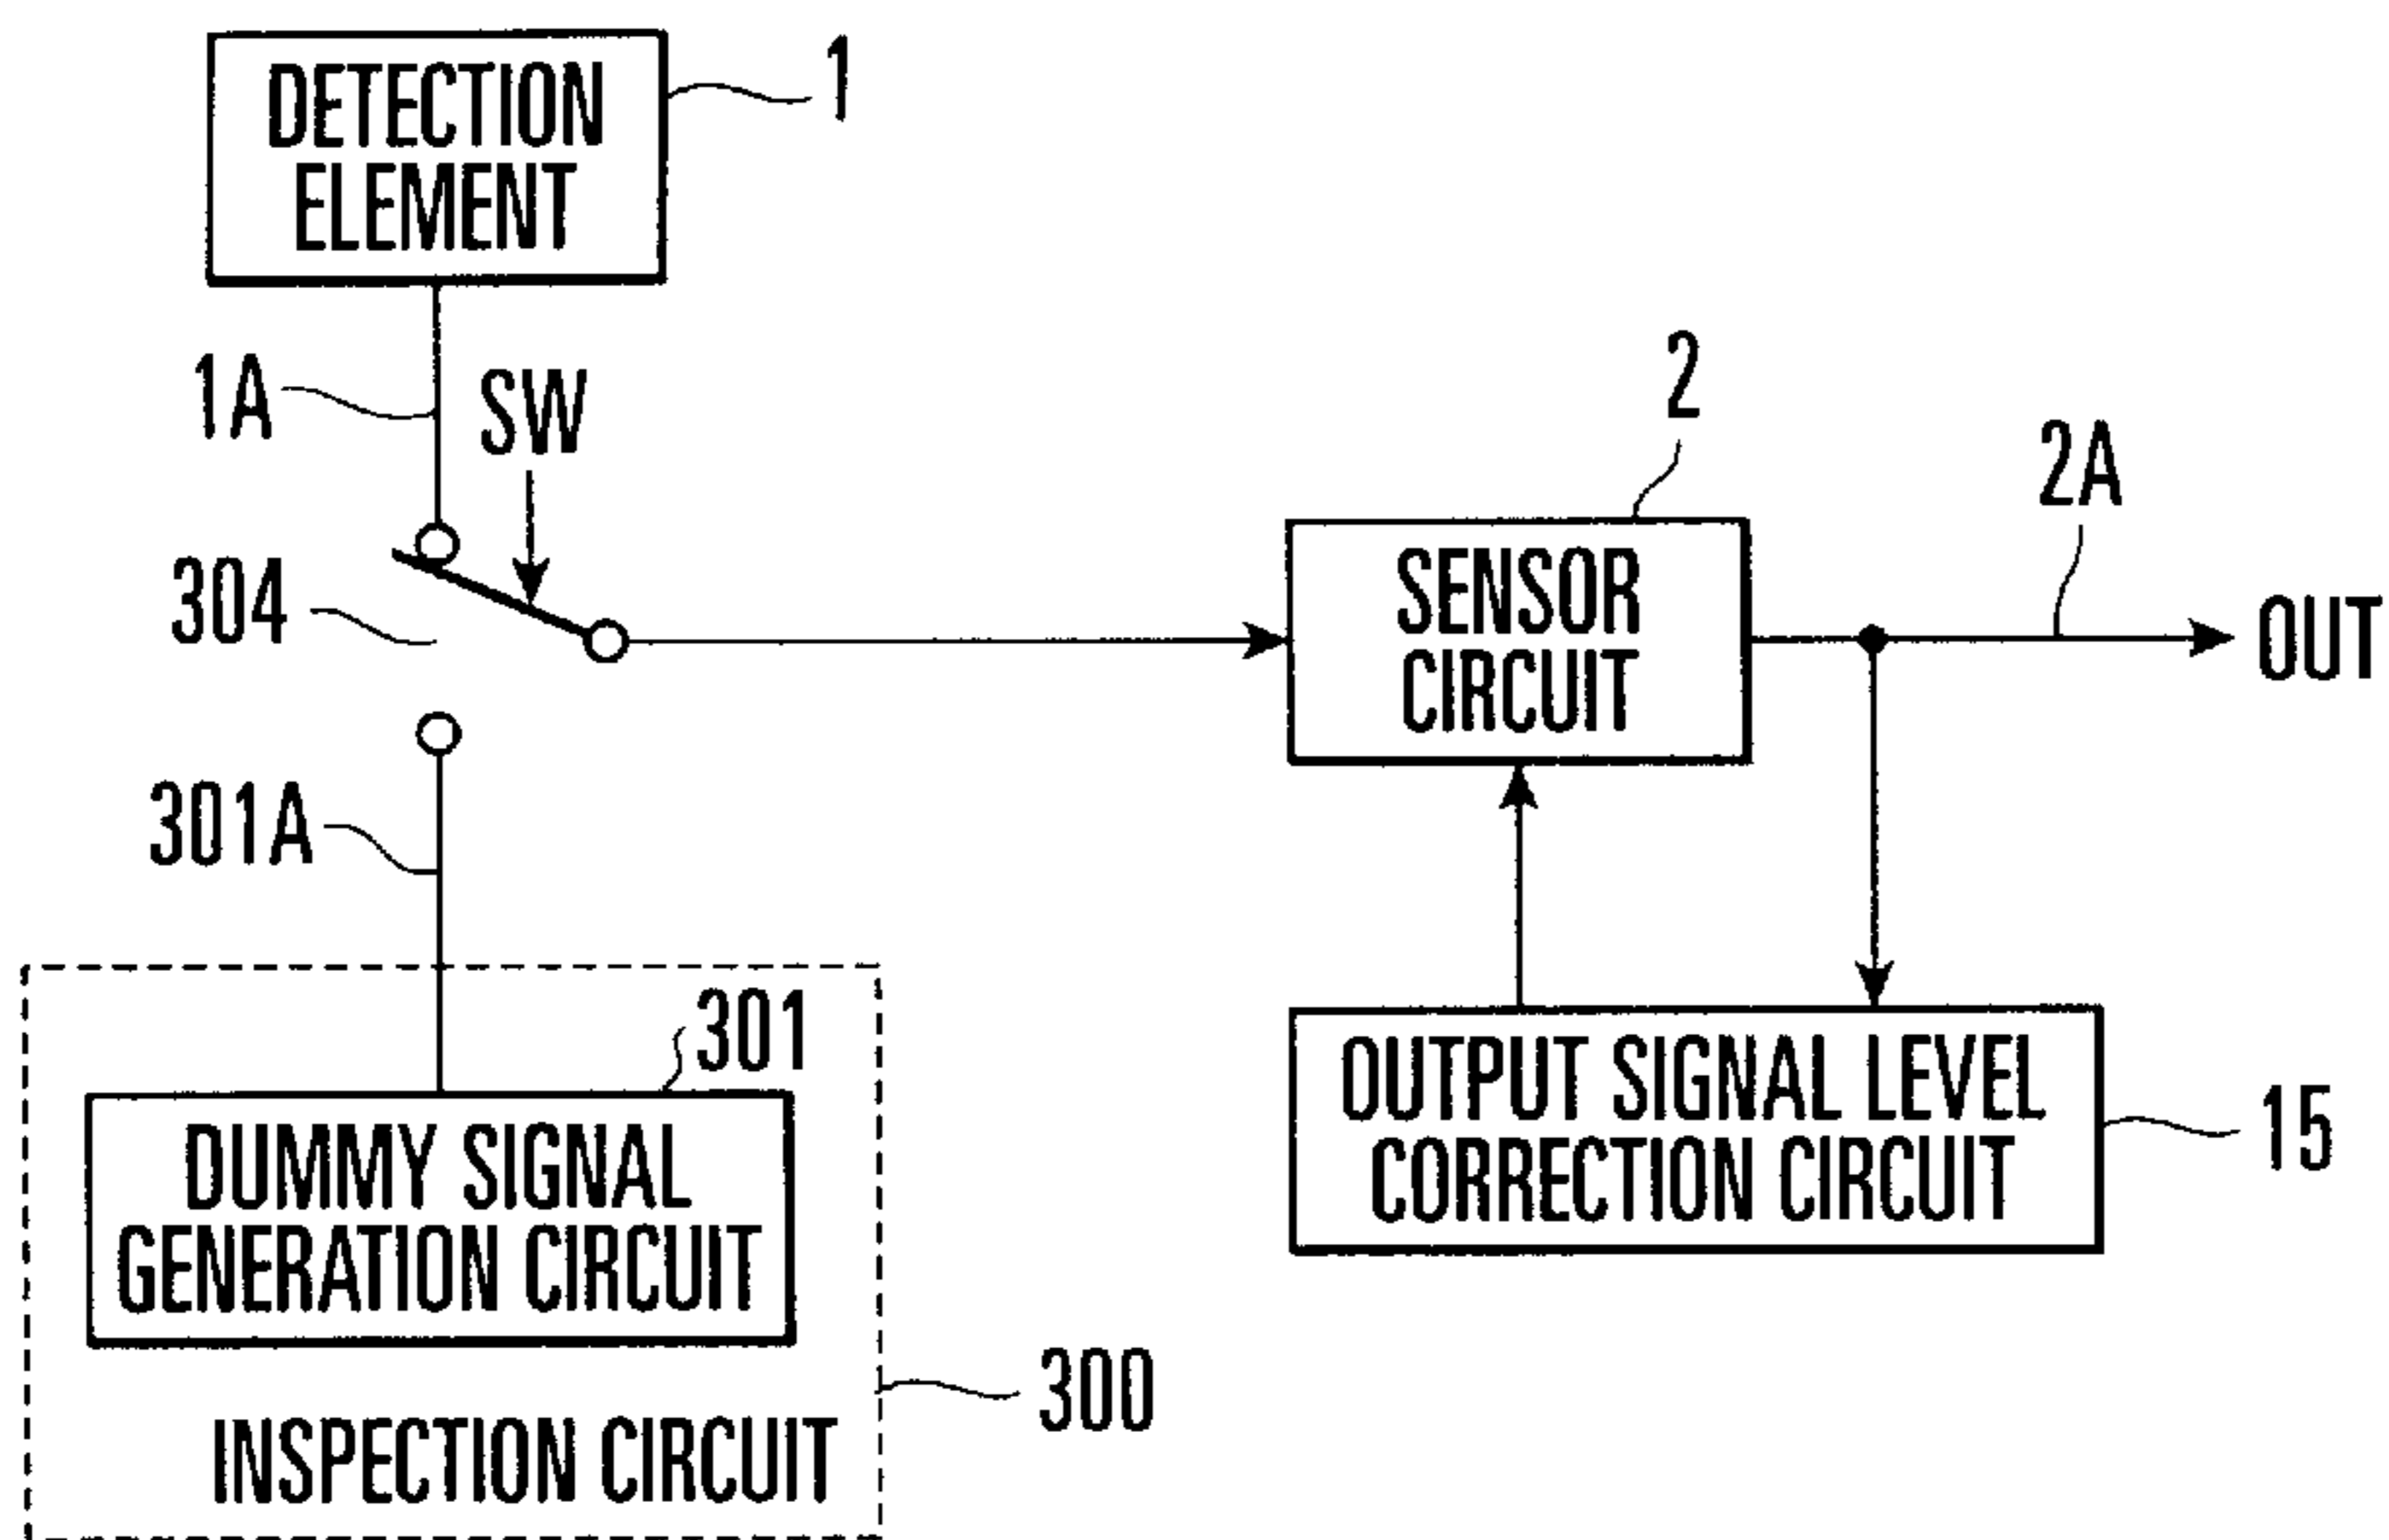 DETECTION
ELEMENT
1
1A
SW
304
2
SENSOR
CIRCUIT
2A
OUT
301A
301
DUMMY SIGNAL
GENERATION CIRCUIT
OUTPUT SIGNAL LEVEL
CORRECTION CIRCUIT
15
300
INSPECTION CIRCUIT